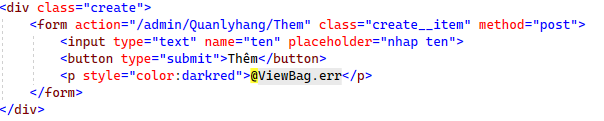 <div class="create">
<form action="/admin/Quanlyhang/Them" class="create__item" method="post">
<input type="text" name="ten" placeholder="nhap ten">
<button type="submit">Thêm</button>
<p style="color:darkred">@ViewBag.err</p>
</form>
</div>